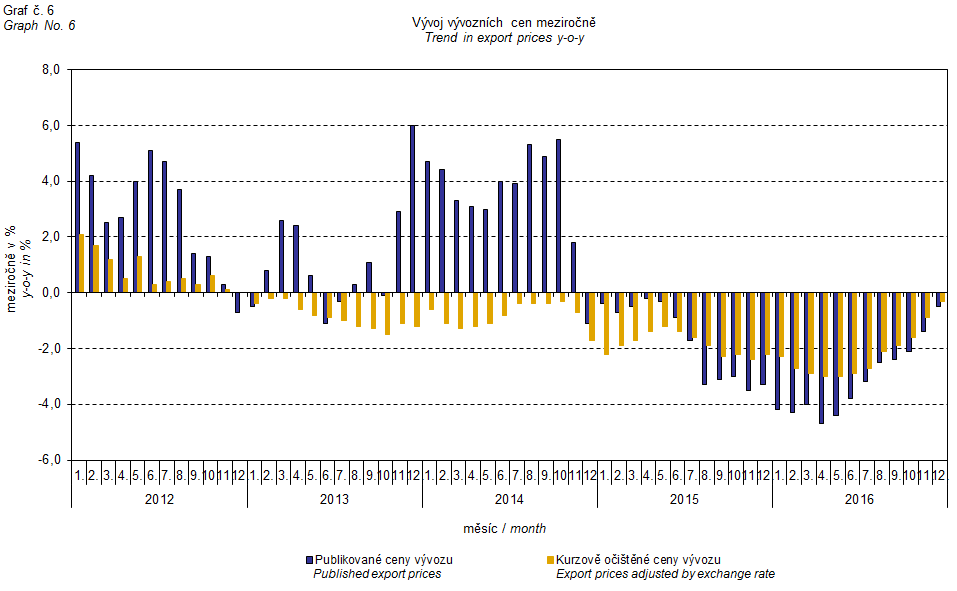 Graf č. 6
Graph No. 6
Vývoj vývozních cen meziročně
Trend in export prices y-o-y
meziročně v %
y-o-y in %
8,0
6,0
4,0
2,0
0,0
-2,0
-4,0
-6,0
1. 2. 3. 4. 5. 6. 7. 8. 9. 10 11 12 1. 2. 3. 4. 5. 6. 7. 8. 9. 10 11 12 1. 2. 3. 4. 5. 6. 7. 8. 9. 10 11 12 1. 2. 3. 4. 5. 6. 7. 8. 9. 10 11 12 1. 2. 3. 4. 5. 6. 7. 8. 9. 10 11 12.
2012 2013 2014 2015 2016
měsíc / month
Publikované ceny vývozu
Published export prices
Kurzově očištěné ceny vývozu
Export prices adjusted by exchange rate